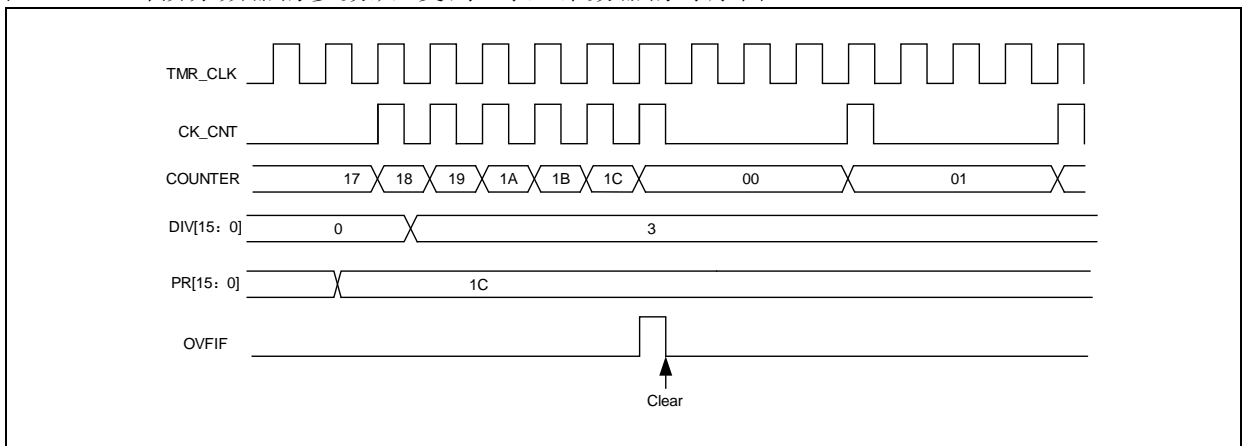 TMR_CLK
CK_CNT
COUNTER 17 18 19 1A 1B 1C 00 01
DIV[15：0] 0 3
PR[15：0] 1C
OVFIF
Clear